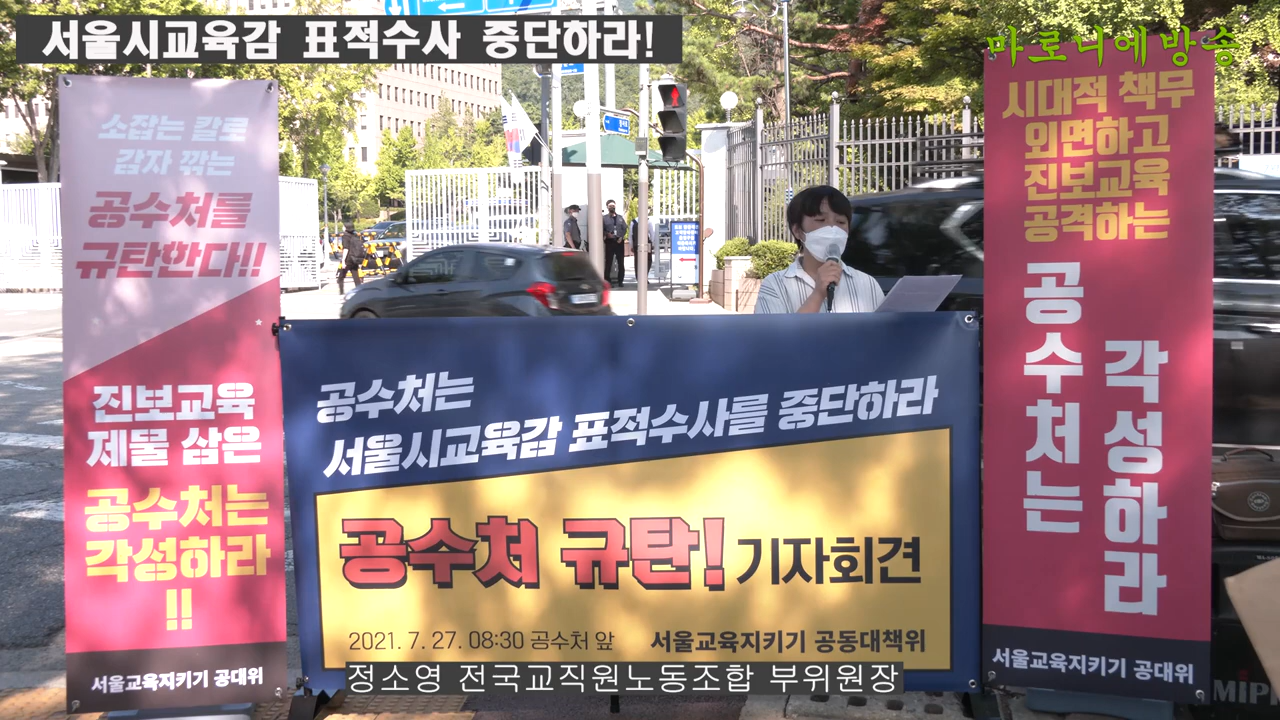 서울시교육감 표적수사 중단하라!
마로니에방송
소잡는 칼로
감자 깎는
공수처를
규탄한다!!
진보교육
제물 삼은
공수처는
각성하라
!!
서울교육지키기 공대위
공수처는
서울시교육감 표적수사를 중단하라
공수처 규탄! 기자회견
2021. 7. 27. 08:30 공수처 앞 서울교육지키기 공동대책위
정소영 전국교직원노동조합 부위원장
시대적 책무
외면하고
진보교육
공격하는
공수처는
각성하라
서울교육지키기 공대위